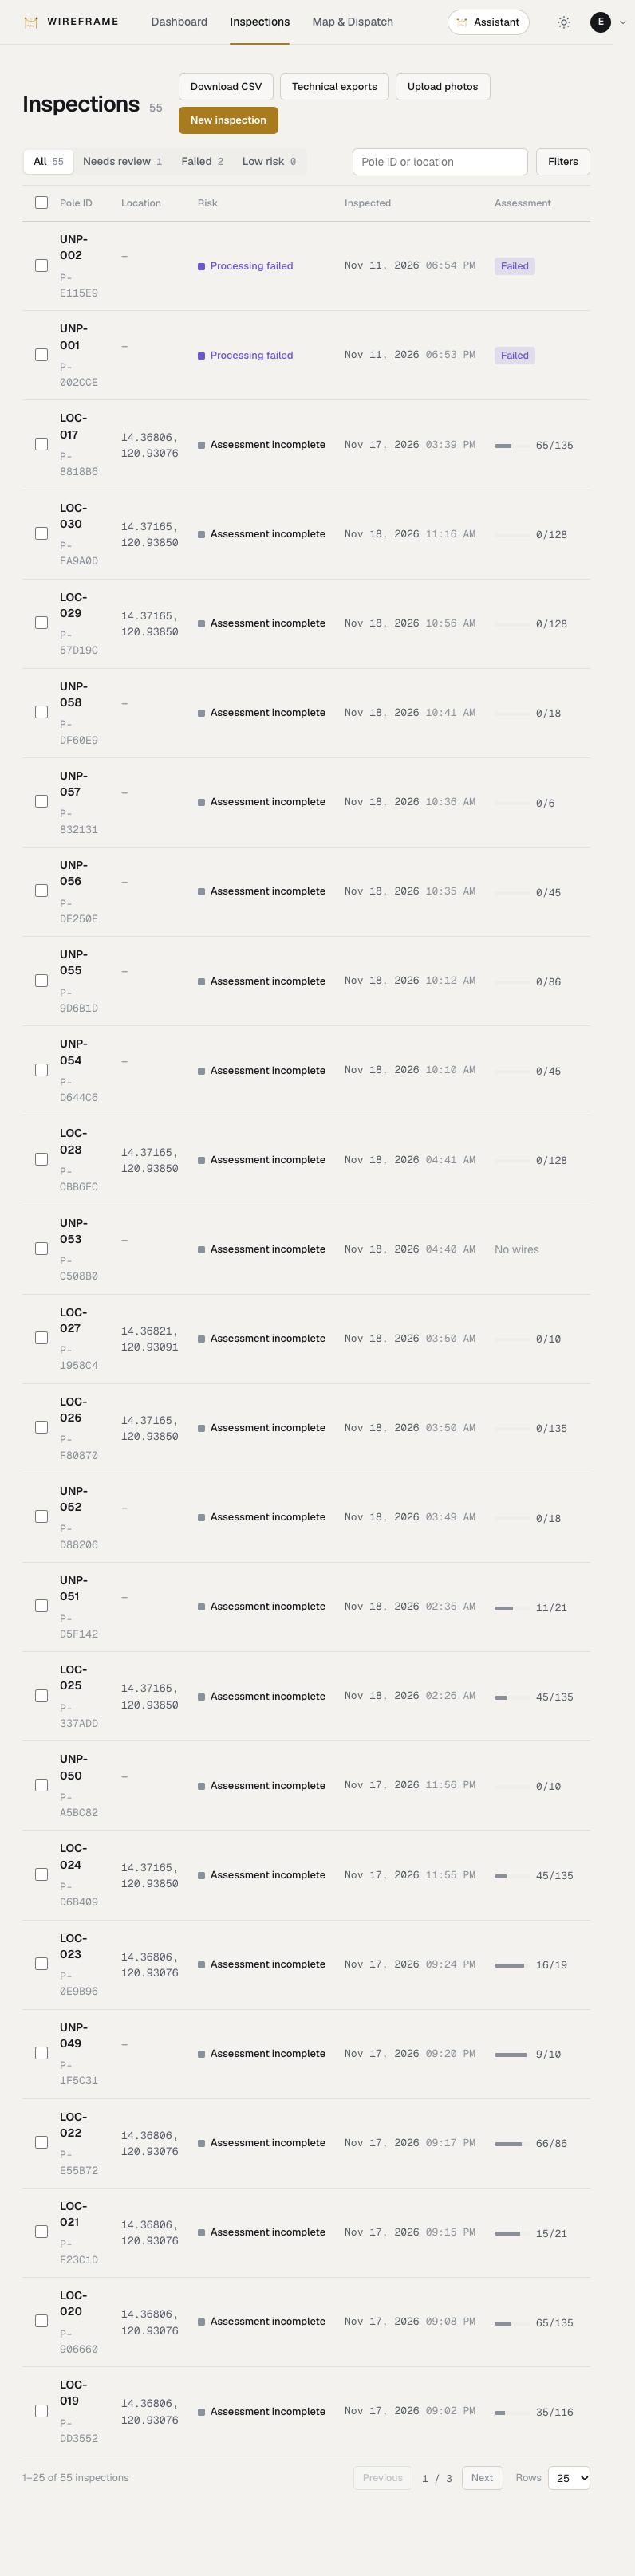 WIREFRAME
Dashboard
Inspections
Map & Dispatch
Assistant
E
Inspections 55
Download CSV
Technical exports
Upload photos
New inspection
All 55
Needs review 1
Failed 2
Low risk 0
Pole ID or location
Filters
Pole ID Location Risk Inspected Assessment
UNP-
002
P-
E115E9
—
Processing failed
Nov 11, 2026 06:54 PM
Failed
UNP-
001
P-
002CCE
—
Processing failed
Nov 11, 2026 06:53 PM
Failed
LOC-
017
P-
8818B6
14.36806,
120.93076
Assessment incomplete
Nov 17, 2026 03:39 PM
65/135
LOC-
030
P-
FA9A0D
14.37165,
120.93850
Assessment incomplete
Nov 18, 2026 11:16 AM
0/128
LOC-
029
P-
57D19C
14.37165,
120.93850
Assessment incomplete
Nov 18, 2026 10:56 AM
0/128
UNP-
058
P-
DF60E9
—
Assessment incomplete
Nov 18, 2026 10:41 AM
0/18
UNP-
057
P-
832131
—
Assessment incomplete
Nov 18, 2026 10:36 AM
0/6
UNP-
056
P-
DE250E
—
Assessment incomplete
Nov 18, 2026 10:35 AM
0/45
UNP-
055
P-
9D6B1D
—
Assessment incomplete
Nov 18, 2026 10:12 AM
0/86
UNP-
054
P-
D644C6
—
Assessment incomplete
Nov 18, 2026 10:10 AM
0/45
LOC-
028
P-
CBB6FC
14.37165,
120.93850
Assessment incomplete
Nov 18, 2026 04:41 AM
0/128
UNP-
053
P-
C508B0
—
Assessment incomplete
Nov 18, 2026 04:40 AM
No wires
LOC-
027
P-
1958C4
14.36821,
120.93091
Assessment incomplete
Nov 18, 2026 03:50 AM
0/10
LOC-
026
P-
F80870
14.37165,
120.93850
Assessment incomplete
Nov 18, 2026 03:50 AM
0/135
UNP-
052
P-
D88206
—
Assessment incomplete
Nov 18, 2026 03:49 AM
0/18
UNP-
051
P-
D5F142
—
Assessment incomplete
Nov 18, 2026 02:35 AM
11/21
LOC-
025
P-
337ADD
14.37165,
120.93850
Assessment incomplete
Nov 18, 2026 02:26 AM
45/135
UNP-
050
P-
A5BC82
—
Assessment incomplete
Nov 17, 2026 11:56 PM
0/10
LOC-
024
P-
D6B409
14.37165,
120.93850
Assessment incomplete
Nov 17, 2026 11:55 PM
45/135
LOC-
023
P-
0E9B96
14.36806,
120.93076
Assessment incomplete
Nov 17, 2026 09:24 PM
16/19
UNP-
049
P-
1F5C31
—
Assessment incomplete
Nov 17, 2026 09:20 PM
9/10
LOC-
022
P-
E55B72
14.36806,
120.93076
Assessment incomplete
Nov 17, 2026 09:17 PM
66/86
LOC-
021
P-
F23C1D
14.36806,
120.93076
Assessment incomplete
Nov 17, 2026 09:15 PM
15/21
LOC-
020
P-
906660
14.36806,
120.93076
Assessment incomplete
Nov 17, 2026 09:08 PM
65/135
LOC-
019
P-
DD3552
14.36806,
120.93076
Assessment incomplete
Nov 17, 2026 09:02 PM
35/116
1–25 of 55 inspections
Previous
1 / 3
Next
Rows
25